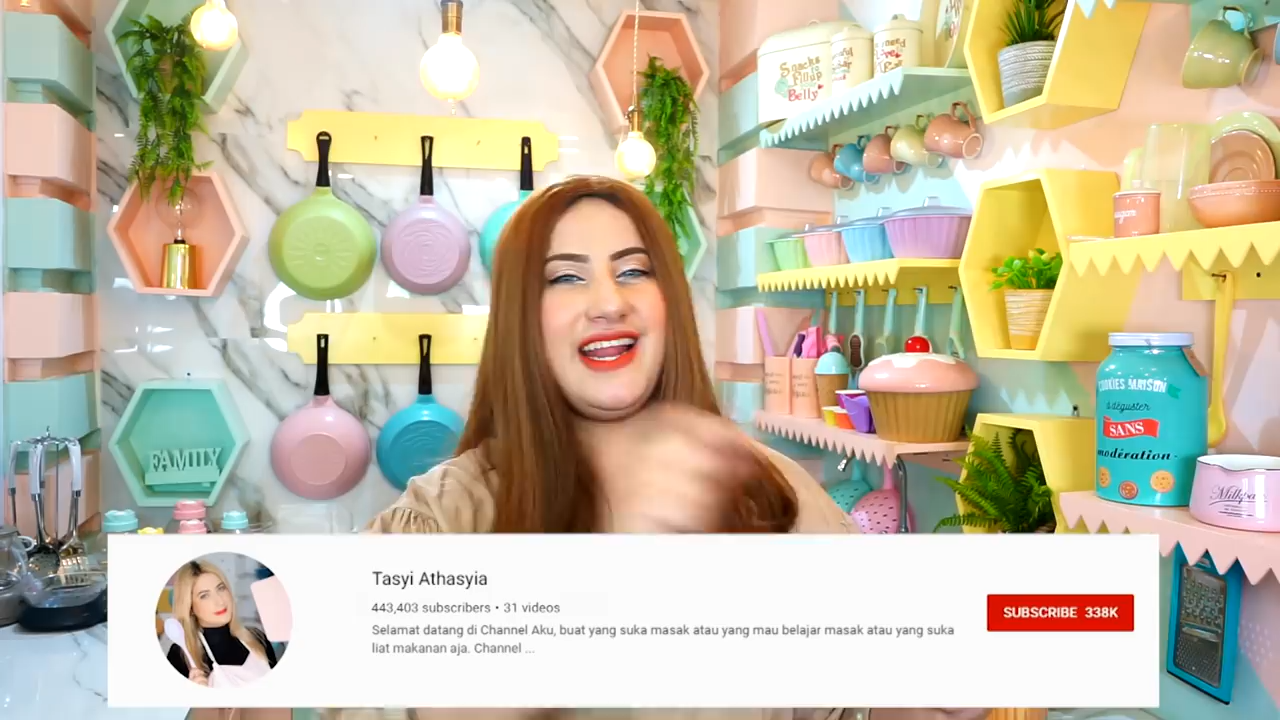 Snacks
to
Fillup
Belly
FAMILY
sugar
COOKIES MAISON
à déguster
SANS
-modération-
Milkpan
Tasyi Athasyia
443,403 subscribers • 31 videos
Selamat datang di Channel Aku, buat yang suka masak atau yang mau belajar masak atau yang suka
liat makanan aja. Channel ...
SUBSCRIBE 338K